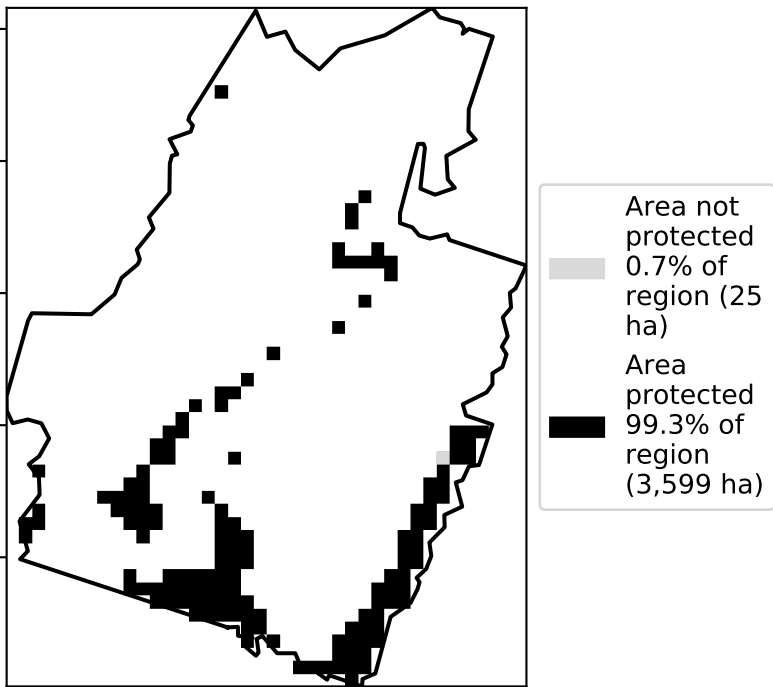 Area not
protected
0.7% of
region (25
ha)
Area
protected
99.3% of
region
(3,599 ha)